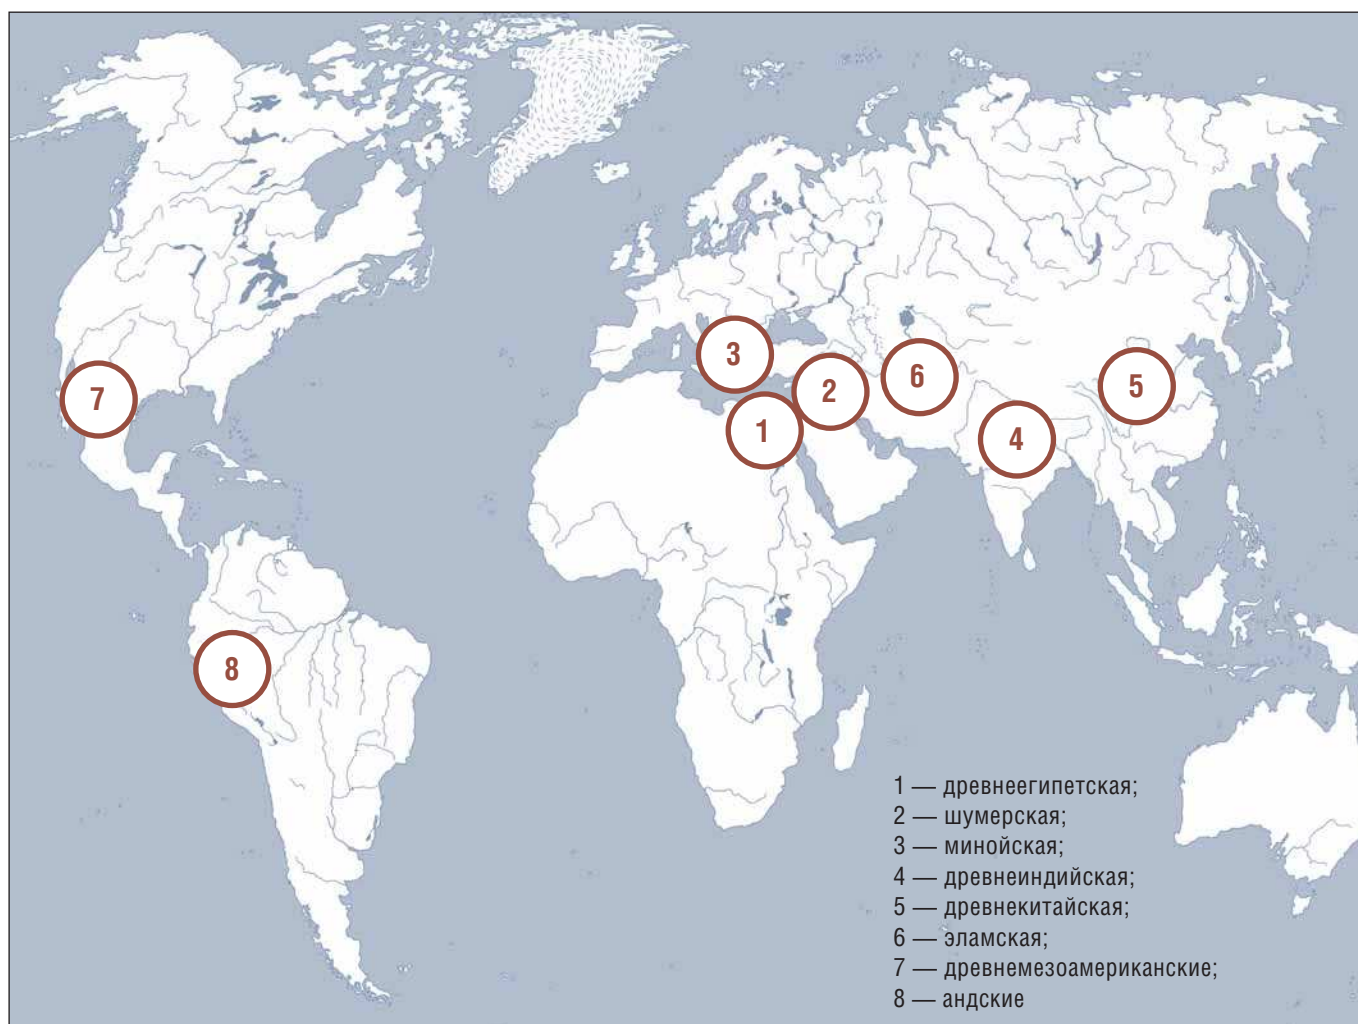 3
2
6
5
7
1
4
8
1 — древнеегипетская;
2 — шумерская;
3 — минойская;
4 — древнеиндийская;
5 — древнекитайская;
6 — эламская;
7 — древнемезоамериканские;
8 — андские